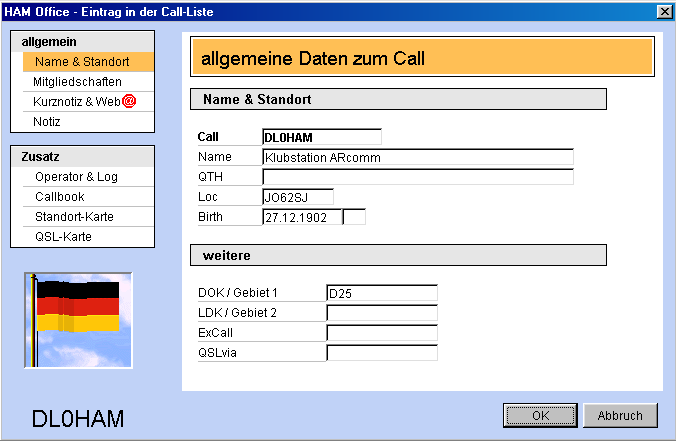 HAM Office - Eintrag in der Call-Liste
allgemein
Name & Standort
Mitgliedschaften
Kurznotiz & Web@
Notiz
Zusatz
Operator & Log
Callbook
Standort-Karte
QSL-Karte
DL0HAM
allgemeine Daten zum Call
Name & Standort
Call DL0HAM
Name Klubstation ARcomm
QTH
Loc JO62SJ
Birth 27.12.1902
weitere
DOK / Gebiet 1 D25
LDK / Gebiet 2
ExCall
QSLvia
OK Abbruch